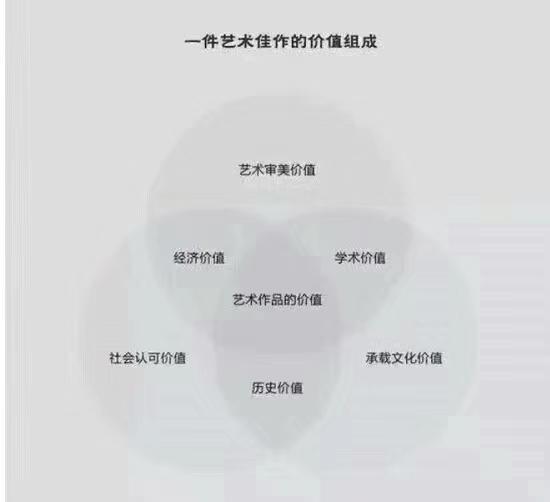 一件艺术佳作的价值组成
艺术审美价值
经济价值
学术价值
艺术作品的价值
社会认可价值
承载文化价值
历史价值